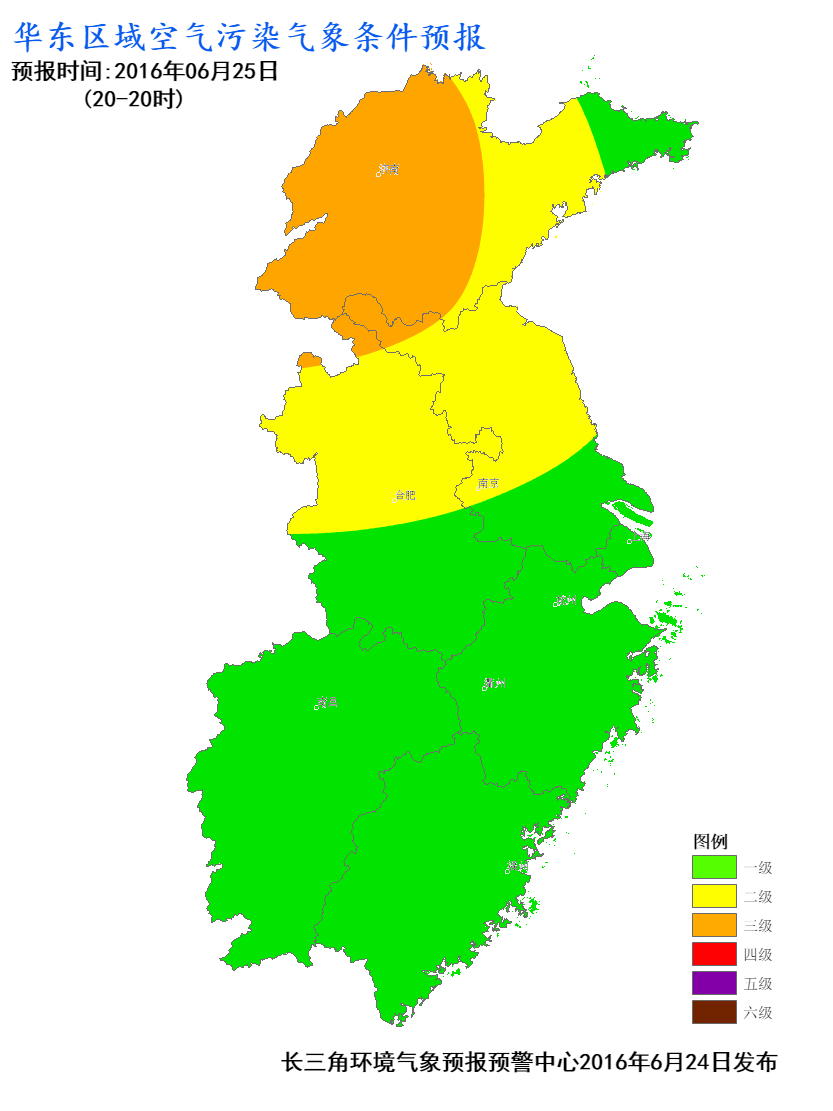 华东区域空气污染气象条件预报
预报时间:2016年06月25日
(20-20时)
济南
合肥
南京
上海
杭州
南昌
图例
一级
二级
三级
四级
五级
六级
长三角环境气象预报预警中心2016年6月24日发布